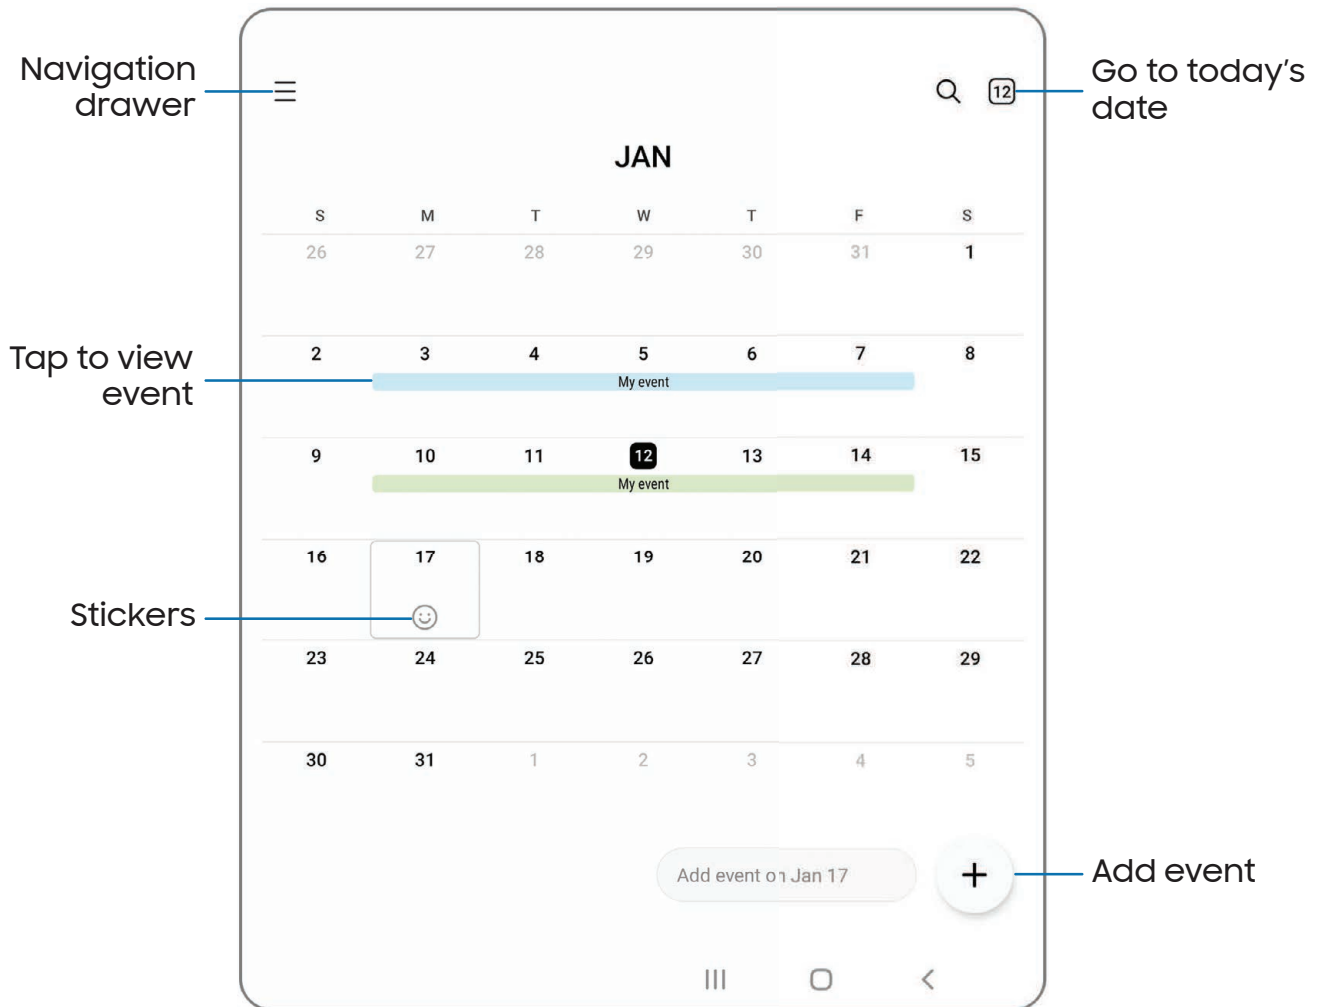 Navigation
drawer
12
Go to today's
date
JAN
S M T W T F S
26 27 28 29 30 31 1
2 3 4 5 6 7 8
Tap to view
event
My event
9 10 11 12 13 14 15
My event
16 17 18 19 20 21 22
Stickers
23 24 25 26 27 28 29
30 31 1 2 3 4 5
Add event on Jan 17
+
Add event